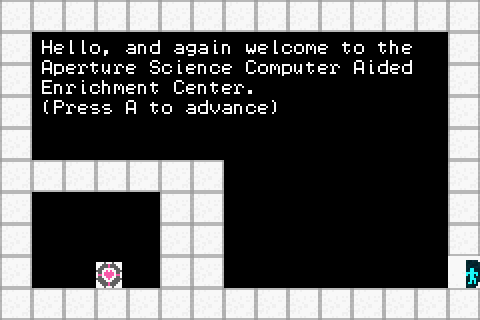 Hello, and again welcome to the
Aperture Science Computer Aided
Enrichment Center.
(Press A to advance)